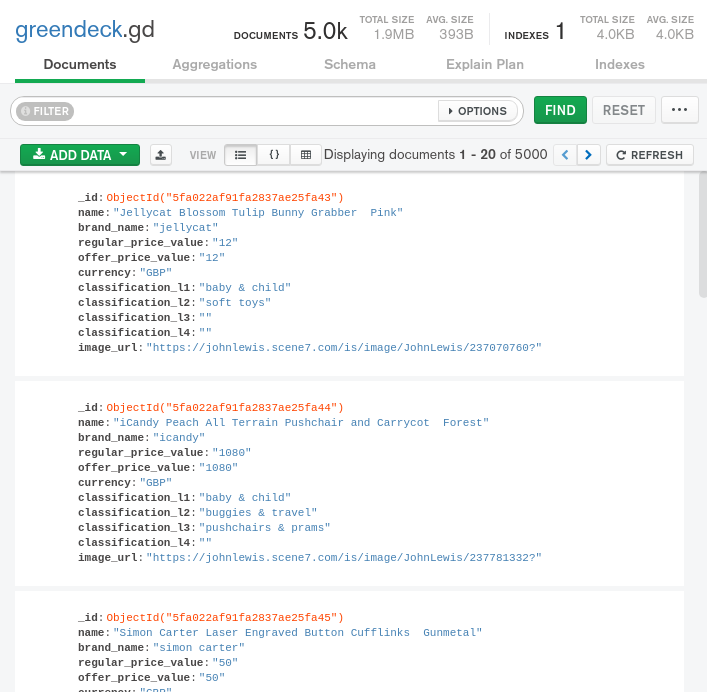 greendeck.gd
DOCUMENTS 5.0k TOTAL SIZE 1.9MB AVG. SIZE 393B INDEXES 1 TOTAL SIZE 4.0KB AVG. SIZE 4.0KB
Documents Aggregations Schema Explain Plan Indexes
FILTER OPTIONS FIND RESET ...
ADD DATA VIEW {} Displaying documents 1 - 20 of 5000 < > REFRESH
_id: ObjectId("5fa022af91fa2837ae25fa43")
name: "Jellycat Blossom Tulip Bunny Grabber  Pink"
brand_name: "jellycat"
regular_price_value: "12"
offer_price_value: "12"
currency: "GBP"
classification_l1: "baby & child"
classification_l2: "soft toys"
classification_l3: ""
classification_l4: ""
image_url: "https://johnlewis.scene7.com/is/image/JohnLewis/237070760?"
_id: ObjectId("5fa022af91fa2837ae25fa44")
name: "iCandy Peach All Terrain Pushchair and Carrycot  Forest"
brand_name: "icandy"
regular_price_value: "1080"
offer_price_value: "1080"
currency: "GBP"
classification_l1: "baby & child"
classification_l2: "buggies & travel"
classification_l3: "pushchairs & prams"
classification_l4: ""
image_url: "https://johnlewis.scene7.com/is/image/JohnLewis/237781332?"
_id: ObjectId("5fa022af91fa2837ae25fa45")
name: "Simon Carter Laser Engraved Button Cufflinks  Gunmetal"
brand_name: "simon carter"
regular_price_value: "50"
offer_price_value: "50"
currency: "GBP"